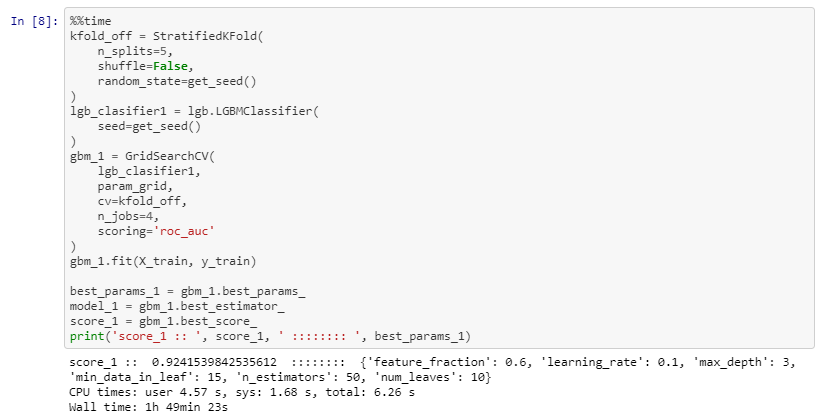 In [8]:
%%time
kfold_off = StratifiedKFold(
    n_splits=5,
    shuffle=False,
    random_state=get_seed()
)
lgb_clasifier1 = lgb.LGBMClassifier(
    seed=get_seed()
)
gbm_1 = GridSearchCV(
    lgb_clasifier1,
    param_grid,
    cv=kfold_off,
    n_jobs=4,
    scoring='roc_auc'
)
gbm_1.fit(X_train, y_train)

best_params_1 = gbm_1.best_params_
model_1 = gbm_1.best_estimator_
score_1 = gbm_1.best_score_
print('score_1 :: ', score_1, ' :::::::: ', best_params_1)
score_1 ::  0.9241539842535612  ::::::::  {'feature_fraction': 0.6, 'learning_rate': 0.1, 'max_depth': 3,
'min_data_in_leaf': 15, 'n_estimators': 50, 'num_leaves': 10}
CPU times: user 4.57 s, sys: 1.68 s, total: 6.26 s
Wall time: 1h 49min 23s